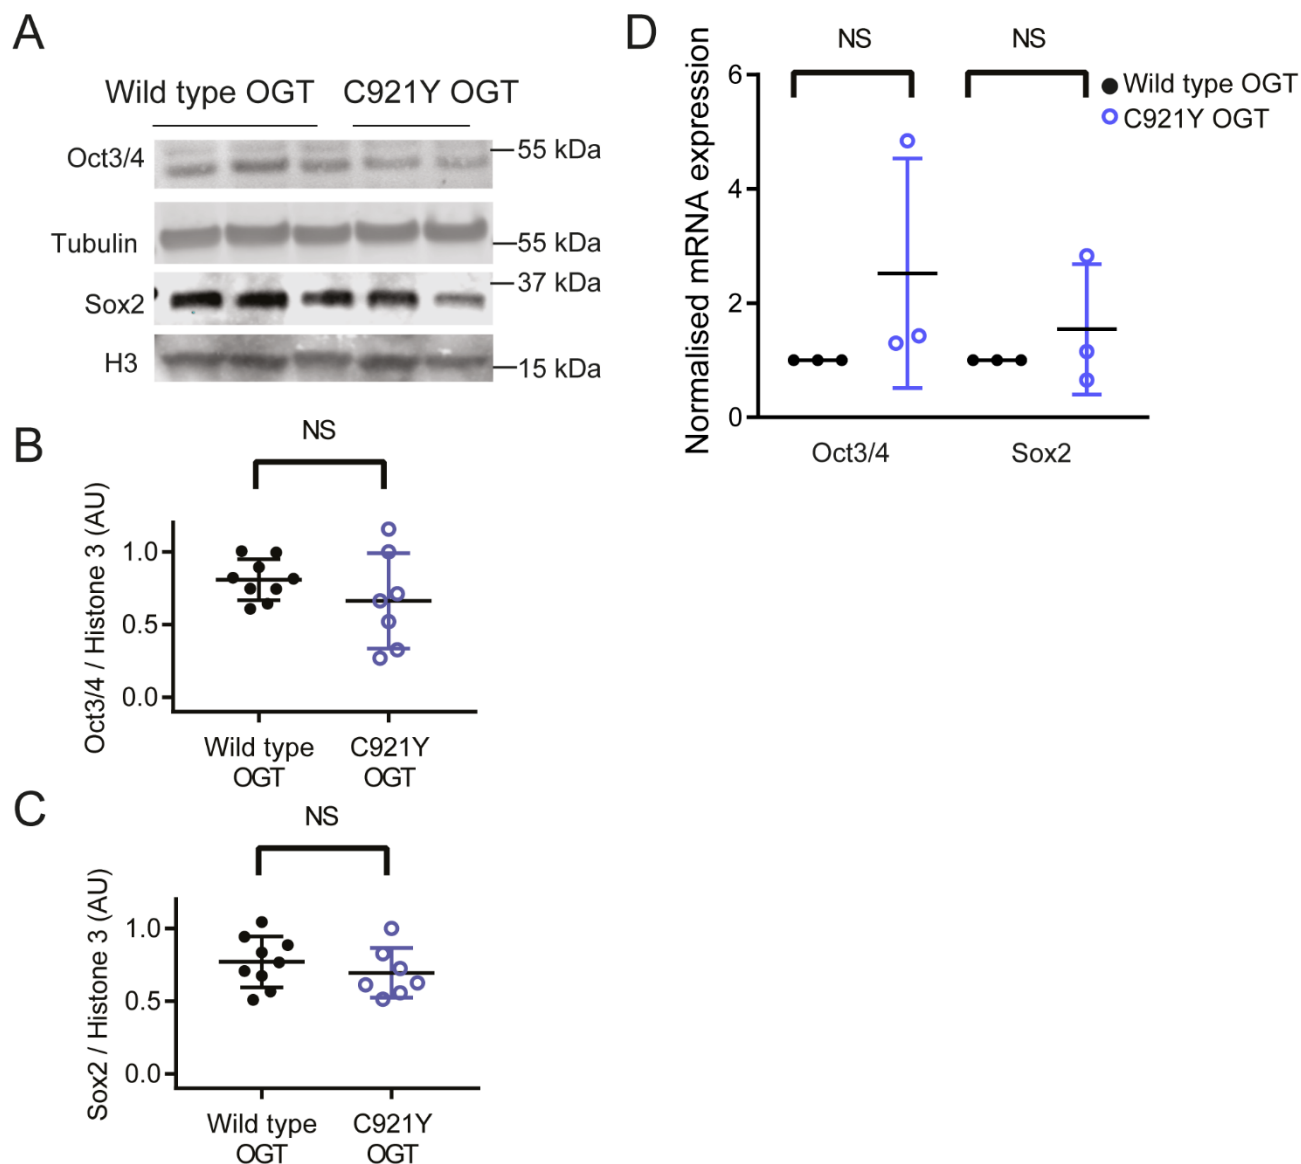 A
Wild type OGT C921Y OGT
Oct3/4
55 kDa
Tubulin
55 kDa
37 kDa
Sox2
H3
15 kDa
B
NS
Oct3/4 / Histone 3 (AU)
1.0
0.5
0.0
Wild type
OGT
C921Y
OGT
C
NS
Sox2 / Histone 3 (AU)
1.0
0.5
0.0
Wild type
OGT
C921Y
OGT
D
NS
NS
Normalised mRNA expression
6
4
2
0
Oct3/4
Sox2
Wild type OGT
C921Y OGT